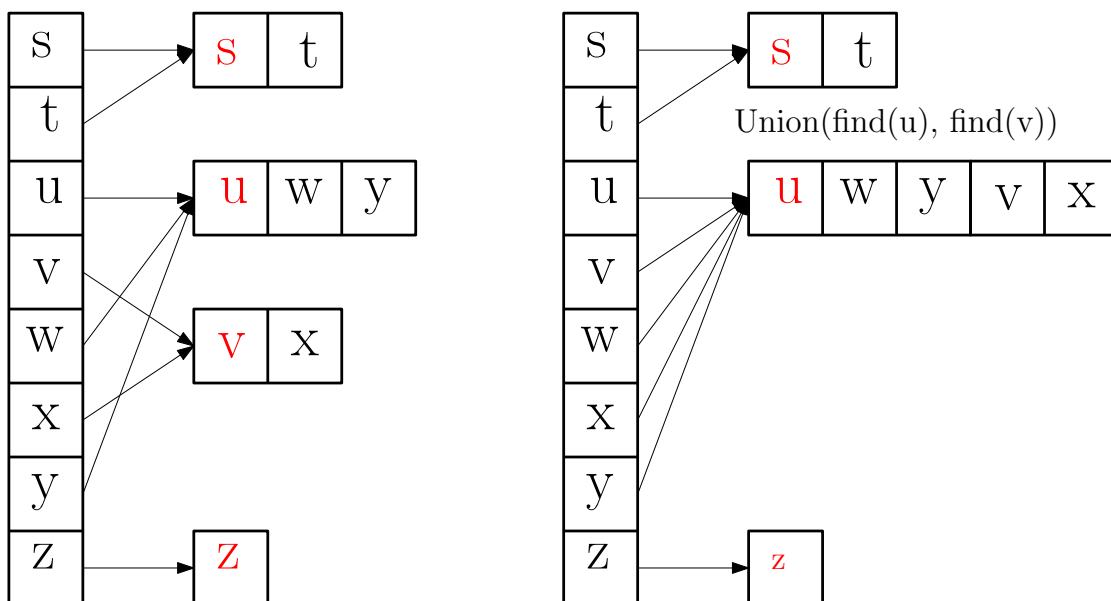 s
t
u
v
w
x
y
z
s t
u w y
v x
z
s
t
u
v
w
x
y
z
s t
Union(find(u), find(v))
u w y v x
z